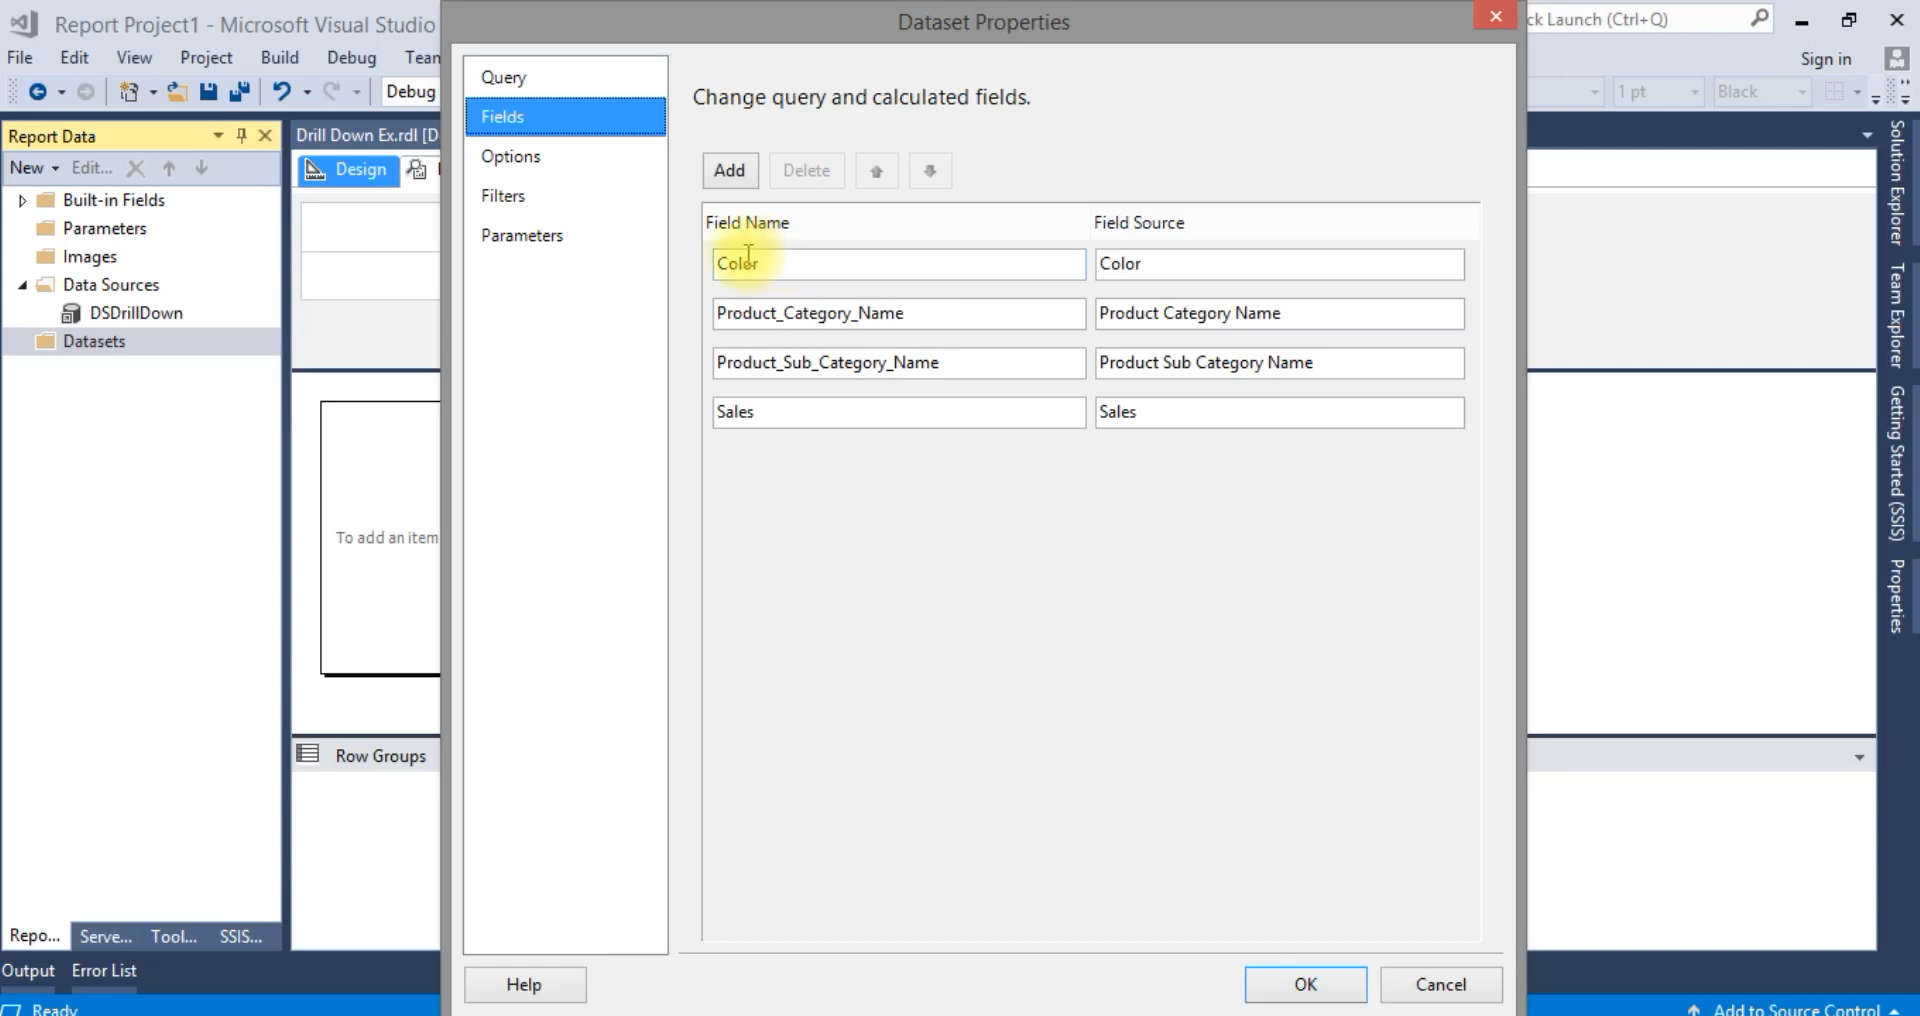 Report Project1 - Microsoft Visual Studio
Dataset Properties
ck Launch (Ctrl+Q)
File Edit View Project Build Debug Tean
Sign in
Debug
1 pt
Black
Report Data
Drill Down Ex.rdl [D
New Edit...
Design
Built-in Fields
Parameters
Images
Data Sources
DSDrillDown
Datasets
Query
Fields
Options
Filters
Parameters
Change query and calculated fields.
Add Delete
Field Name Field Source
Color Color
Product_Category_Name Product Category Name
Product_Sub_Category_Name Product Sub Category Name
Sales Sales
To add an item
Row Groups
Solution Explorer
Team Explorer
Getting Started (SSIS)
Properties
Repo... Serve... Tool... SSIS...
Output Error List
Help OK Cancel
Ready
Add to Source Control